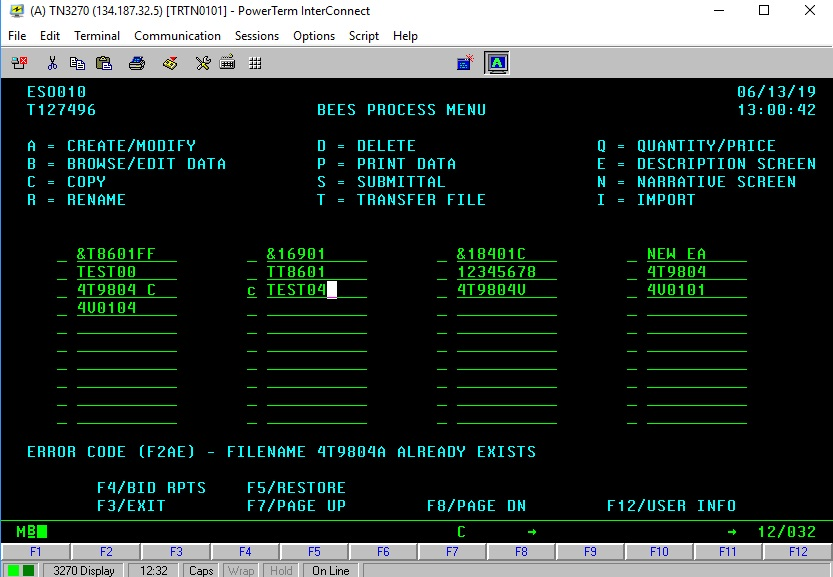 (A) TN3270 (134.187.32.5) [TRTN0101] - PowerTerm InterConnect
File Edit Terminal Communication Sessions Options Script Help
ES0010 06/13/19
T127496 BEES PROCESS MENU 13:00:42
A = CREATE/MODIFY D = DELETE Q = QUANTITY/PRICE
B = BROWSE/EDIT DATA P = PRINT DATA E = DESCRIPTION SCREEN
C = COPY S = SUBMITTAL N = NARRATIVE SCREEN
R = RENAME T = TRANSFER FILE I = IMPORT
_ &T8601FF _ &16901 _ &18401C _ NEW EA
_ TEST00 _ TT8601 _ 12345678 _ 4T9804
_ 4T9804 C c TEST04 _ 4T9804V _ 4V0101
_ 4V0104
ERROR CODE (F2AE) - FILENAME 4T9804A ALREADY EXISTS
F4/BID RPTS F5/RESTORE
F3/EXIT F7/PAGE UP F8/PAGE DN F12/USER INFO
MB C → → 12/032
F1 F2 F3 F4 F5 F6 F7 F8 F9 F10 F11 F12
3270 Display 12:32 Caps Wrap Hold On Line